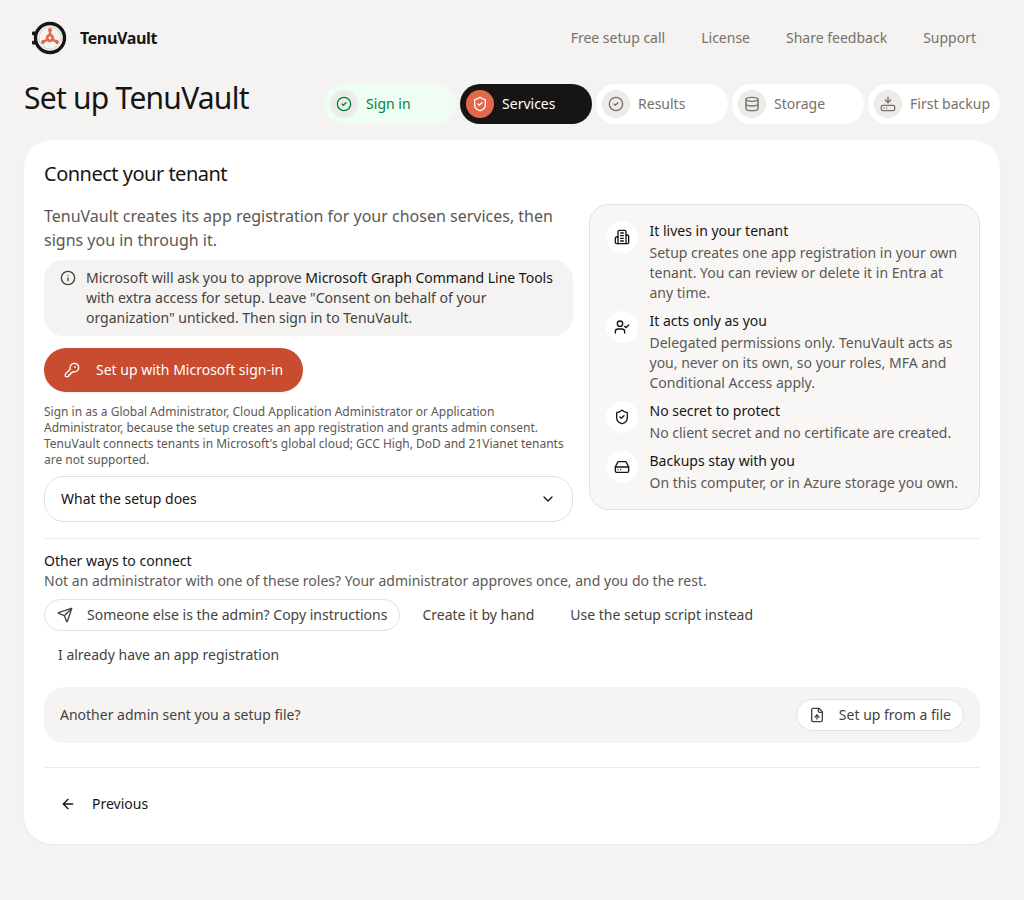 TenuVault
Free setup call
License
Share feedback
Support
Set up TenuVault
Sign in
Services
Results
Storage
First backup
Connect your tenant
TenuVault creates its app registration for your chosen services, then
signs you in through it.
Microsoft will ask you to approve Microsoft Graph Command Line Tools
with extra access for setup. Leave "Consent on behalf of your
organization" unticked. Then sign in to TenuVault.
Set up with Microsoft sign-in
Sign in as a Global Administrator, Cloud Application Administrator or Application
Administrator, because the setup creates an app registration and grants admin consent.
TenuVault connects tenants in Microsoft's global cloud; GCC High, DoD and 21Vianet tenants
are not supported.
What the setup does
It lives in your tenant
Setup creates one app registration in your own
tenant. You can review or delete it in Entra at
any time.
It acts only as you
Delegated permissions only. TenuVault acts as
you, never on its own, so your roles, MFA and
Conditional Access apply.
No secret to protect
No client secret and no certificate are created.
Backups stay with you
On this computer, or in Azure storage you own.
Other ways to connect
Not an administrator with one of these roles? Your administrator approves once, and you do the rest.
Someone else is the admin? Copy instructions
Create it by hand
Use the setup script instead
I already have an app registration
Another admin sent you a setup file?
Set up from a file
Previous